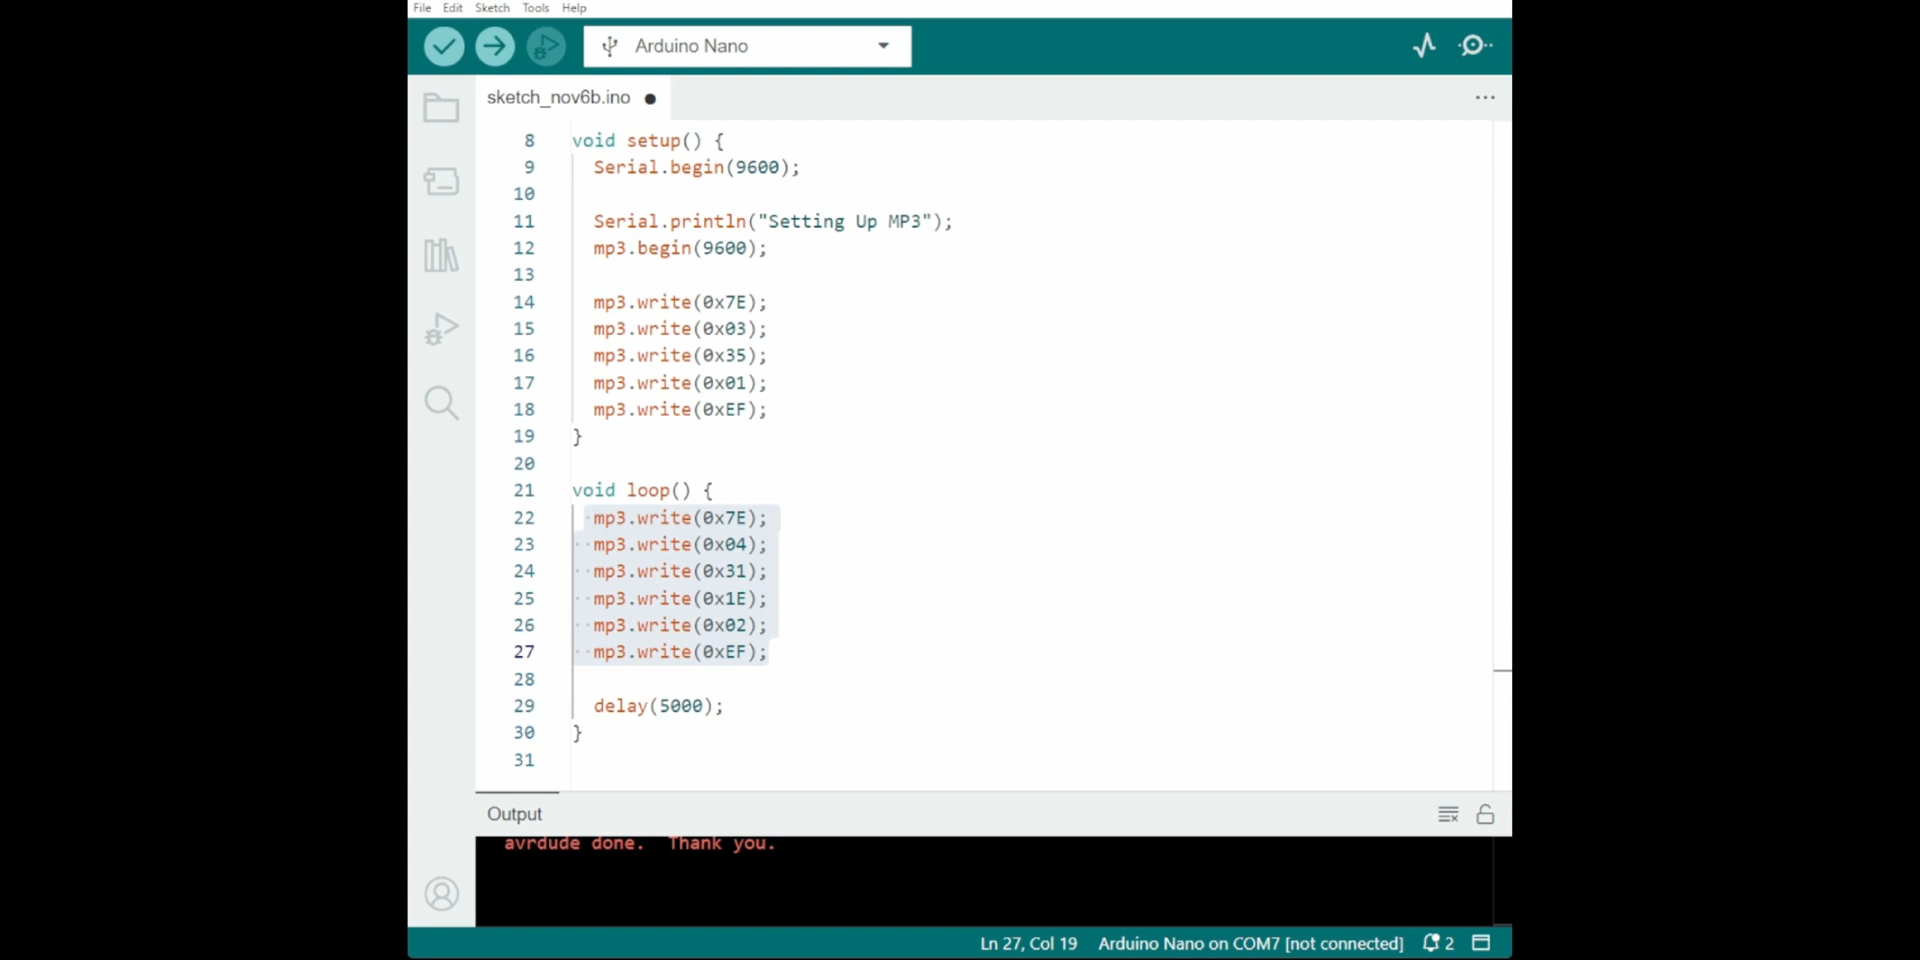 File Edit Sketch Tools Help
Arduino Nano
sketch_nov6b.ino
8 void setup() {
9 Serial.begin(9600);
10
11 Serial.println("Setting Up MP3");
12 mp3.begin(9600);
13
14 mp3.write(0x7E);
15 mp3.write(0x03);
16 mp3.write(0x35);
17 mp3.write(0x01);
18 mp3.write(0xEF);
19 }
20
21 void loop() {
22 mp3.write(0x7E);
23 mp3.write(0x04);
24 mp3.write(0x31);
25 mp3.write(0x1E);
26 mp3.write(0x02);
27 mp3.write(0xEF);
28
29 delay(5000);
30 }
31
Output
avrdude done. Thank you.
Ln 27, Col 19 Arduino Nano on COM7 [not connected] 2